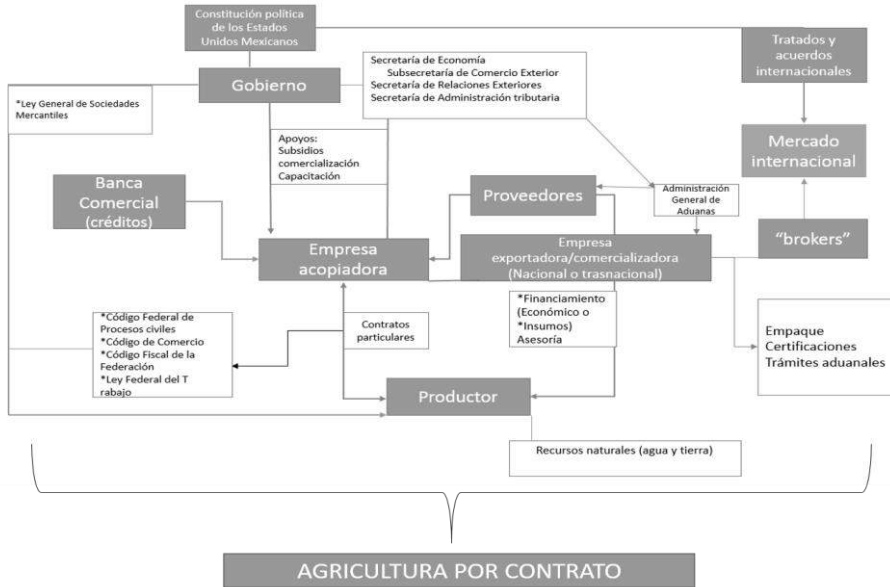 Constitución política
de los Estados
Unidos Mexicanos
Tratados y
acuerdos
internacionales
Gobierno
Secretaría de Economía
Subsecretaría de Comercio Exterior
Secretaría de Relaciones Exteriores
Secretaría de Administración tributaria
*Ley General de Sociedades
Mercantiles
Apoyos:
Subsidios
comercialización
Capacitación
Mercado
internacional
Banca
Comercial
(créditos)
Proveedores
Administración
General de
Aduanas
Empresa
acopiadora
Empresa
exportadora/comercializadora
(Nacional o trasnacional)
"brokers"
*Financiamiento
(Económico o
*Insumos)
Asesoría
*Código Federal de
Procesos civiles
*Código de Comercio
*Código Fiscal de la
Federación
*Ley Federal del T
rabajo
Contratos
particulares
Empaque
Certificaciones
Trámites aduanales
Productor
Recursos naturales (agua y tierra)
AGRICULTURA POR CONTRATO